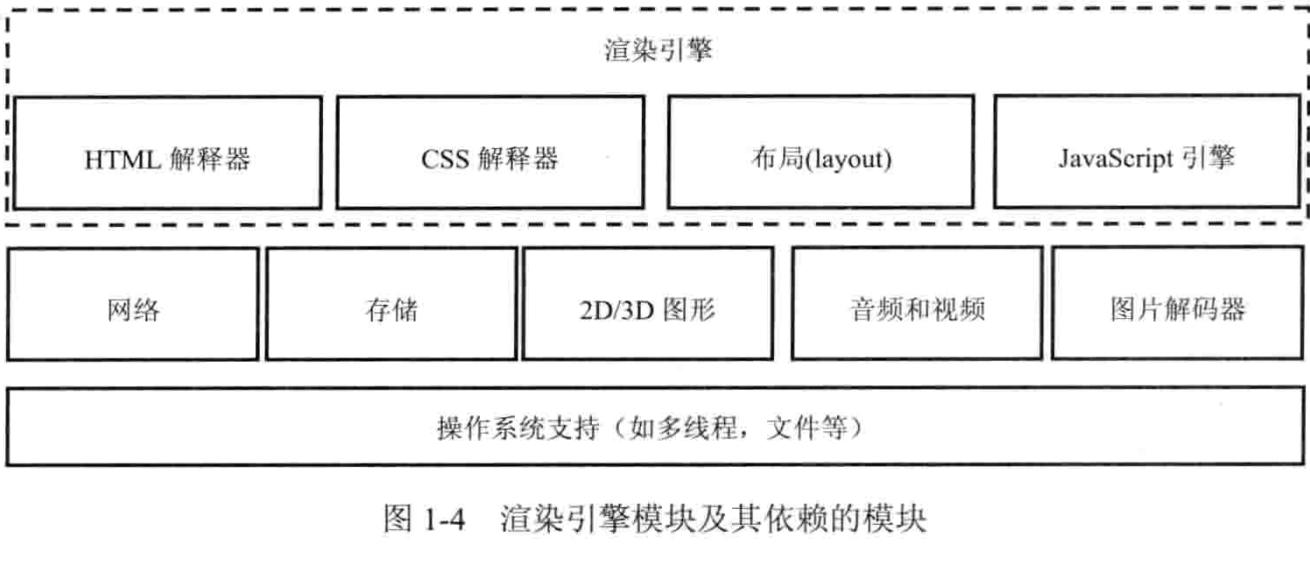 渲染引擎
HTML 解释器
CSS 解释器
布局(layout)
JavaScript 引擎
网络
存储
2D/3D 图形
音频和视频
图片解码器
操作系统支持（如多线程，文件等）
图 1-4 渲染引擎模块及其依赖的模块